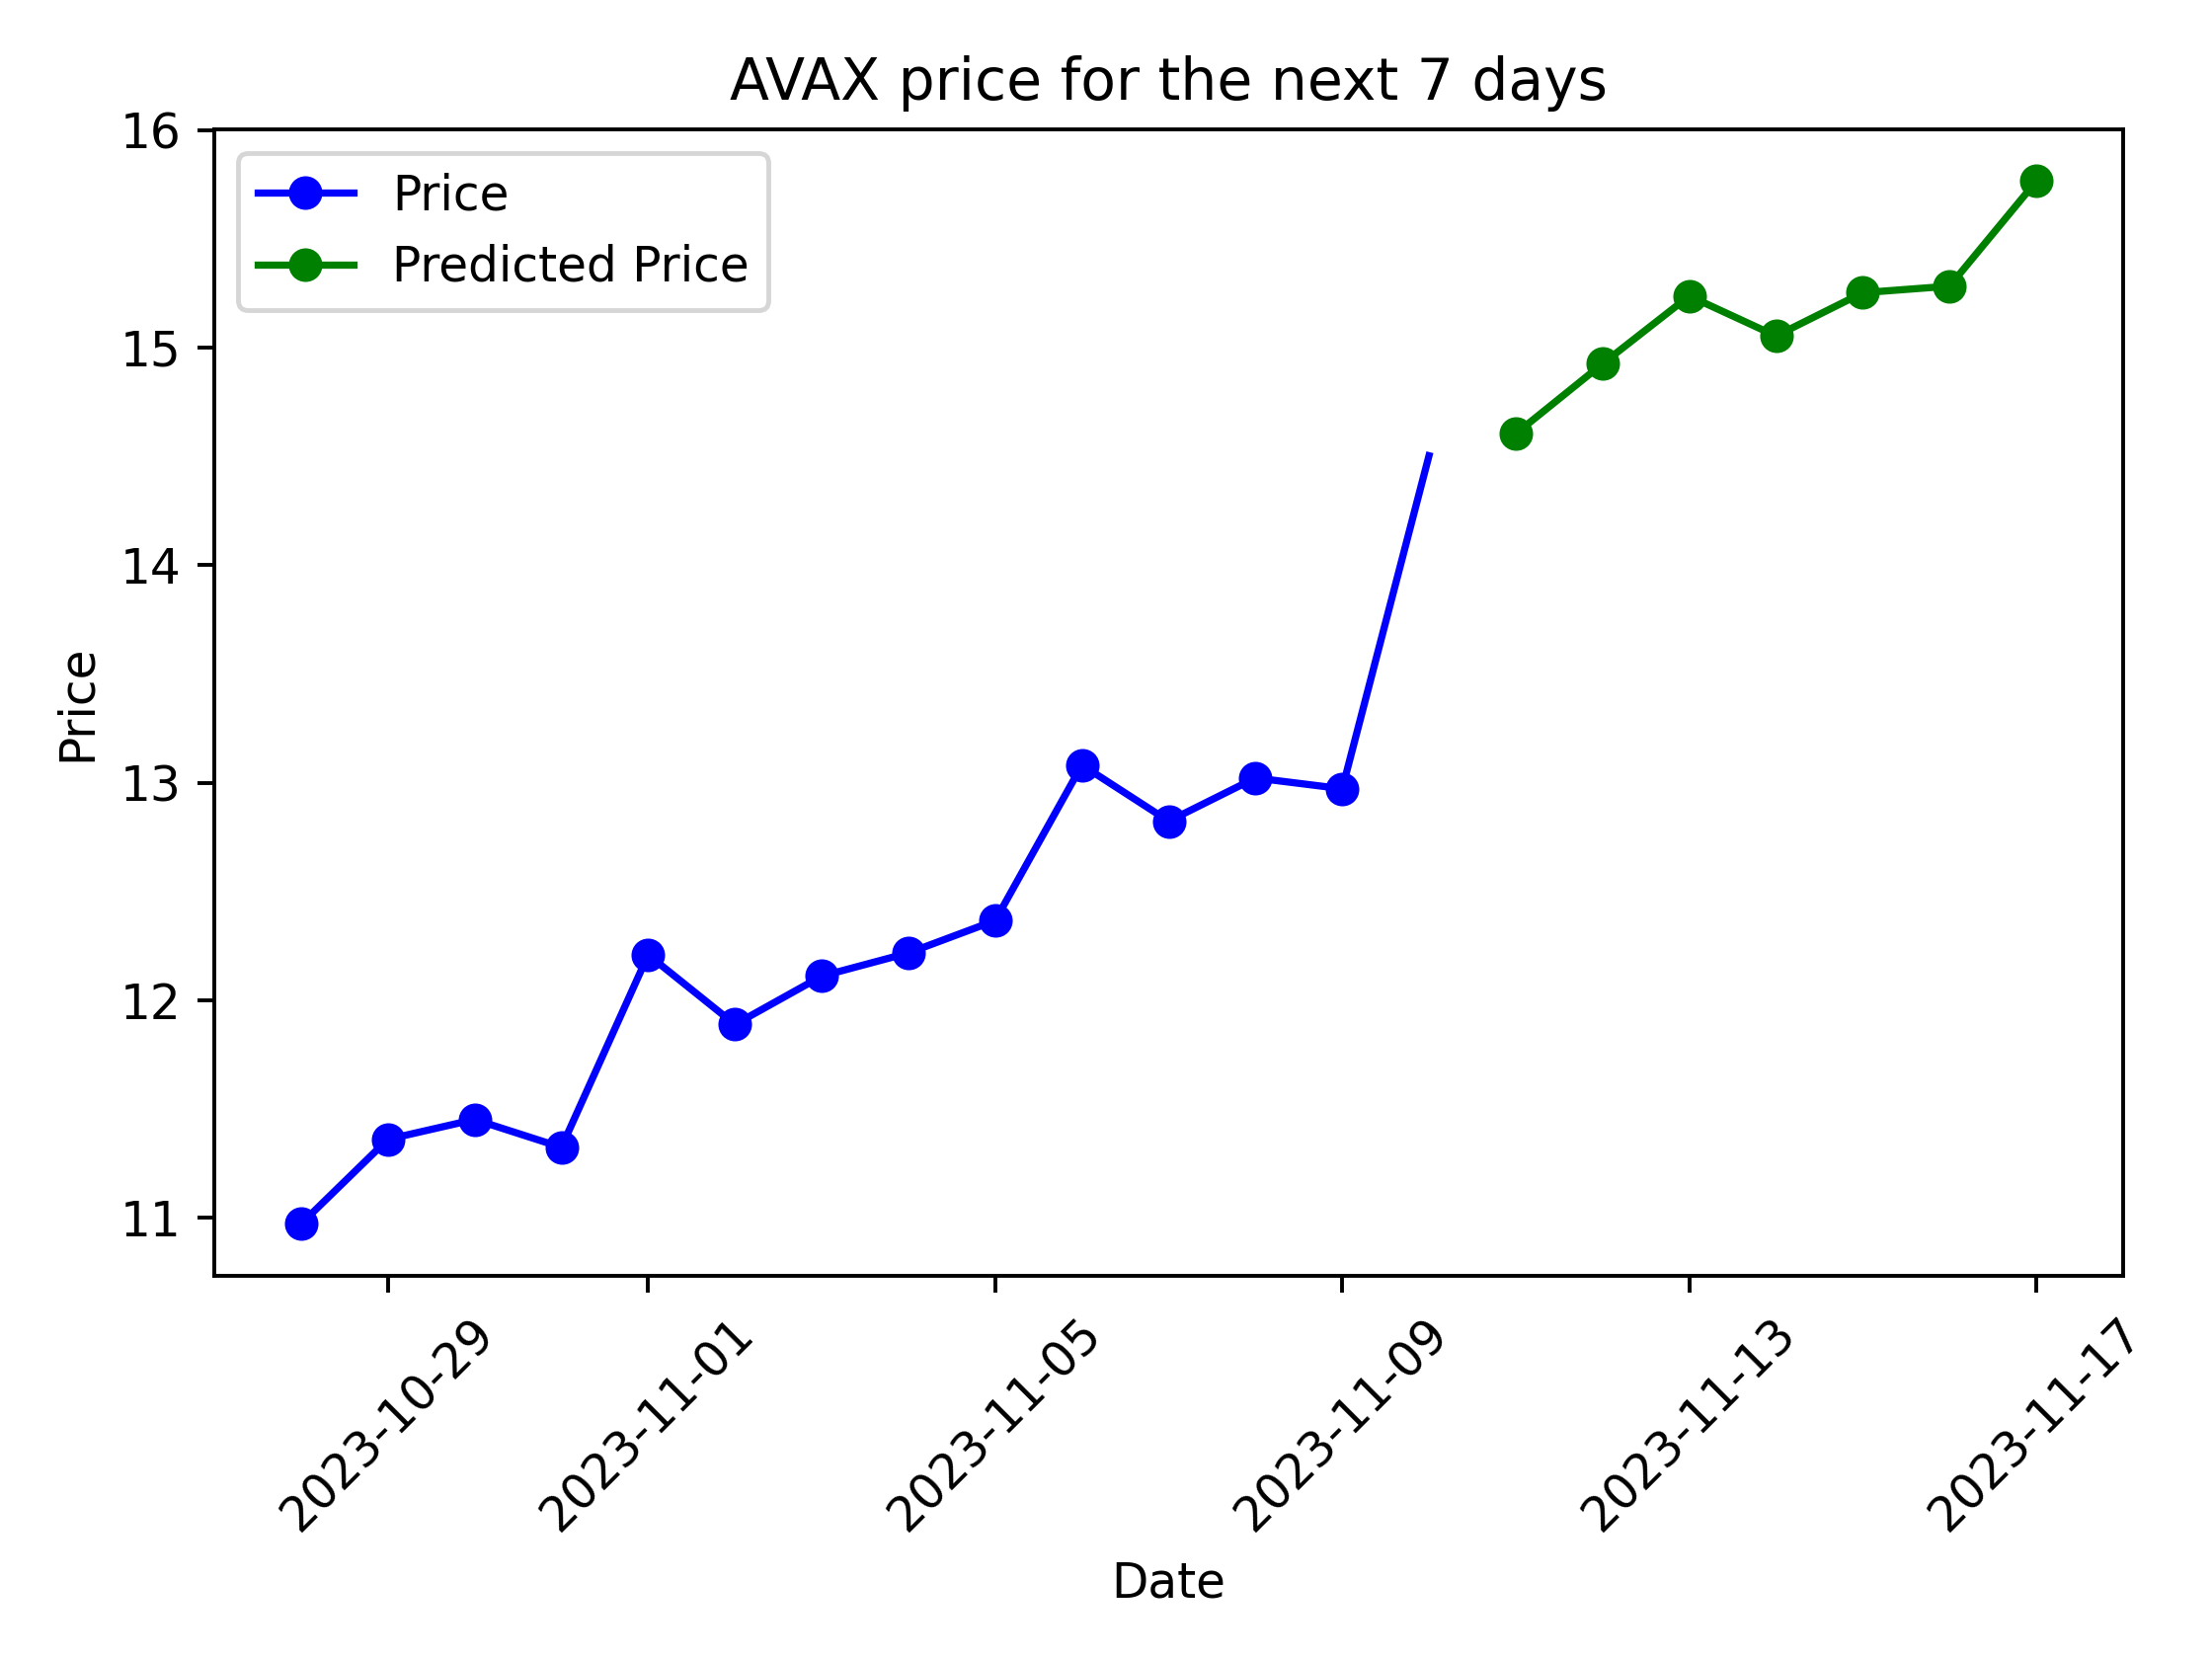 AVAX price for the next 7 days
Price
Predicted Price
16
15
14
13
12
11
Price
2023-10-29
2023-11-01
2023-11-05
2023-11-09
2023-11-13
2023-11-17
Date